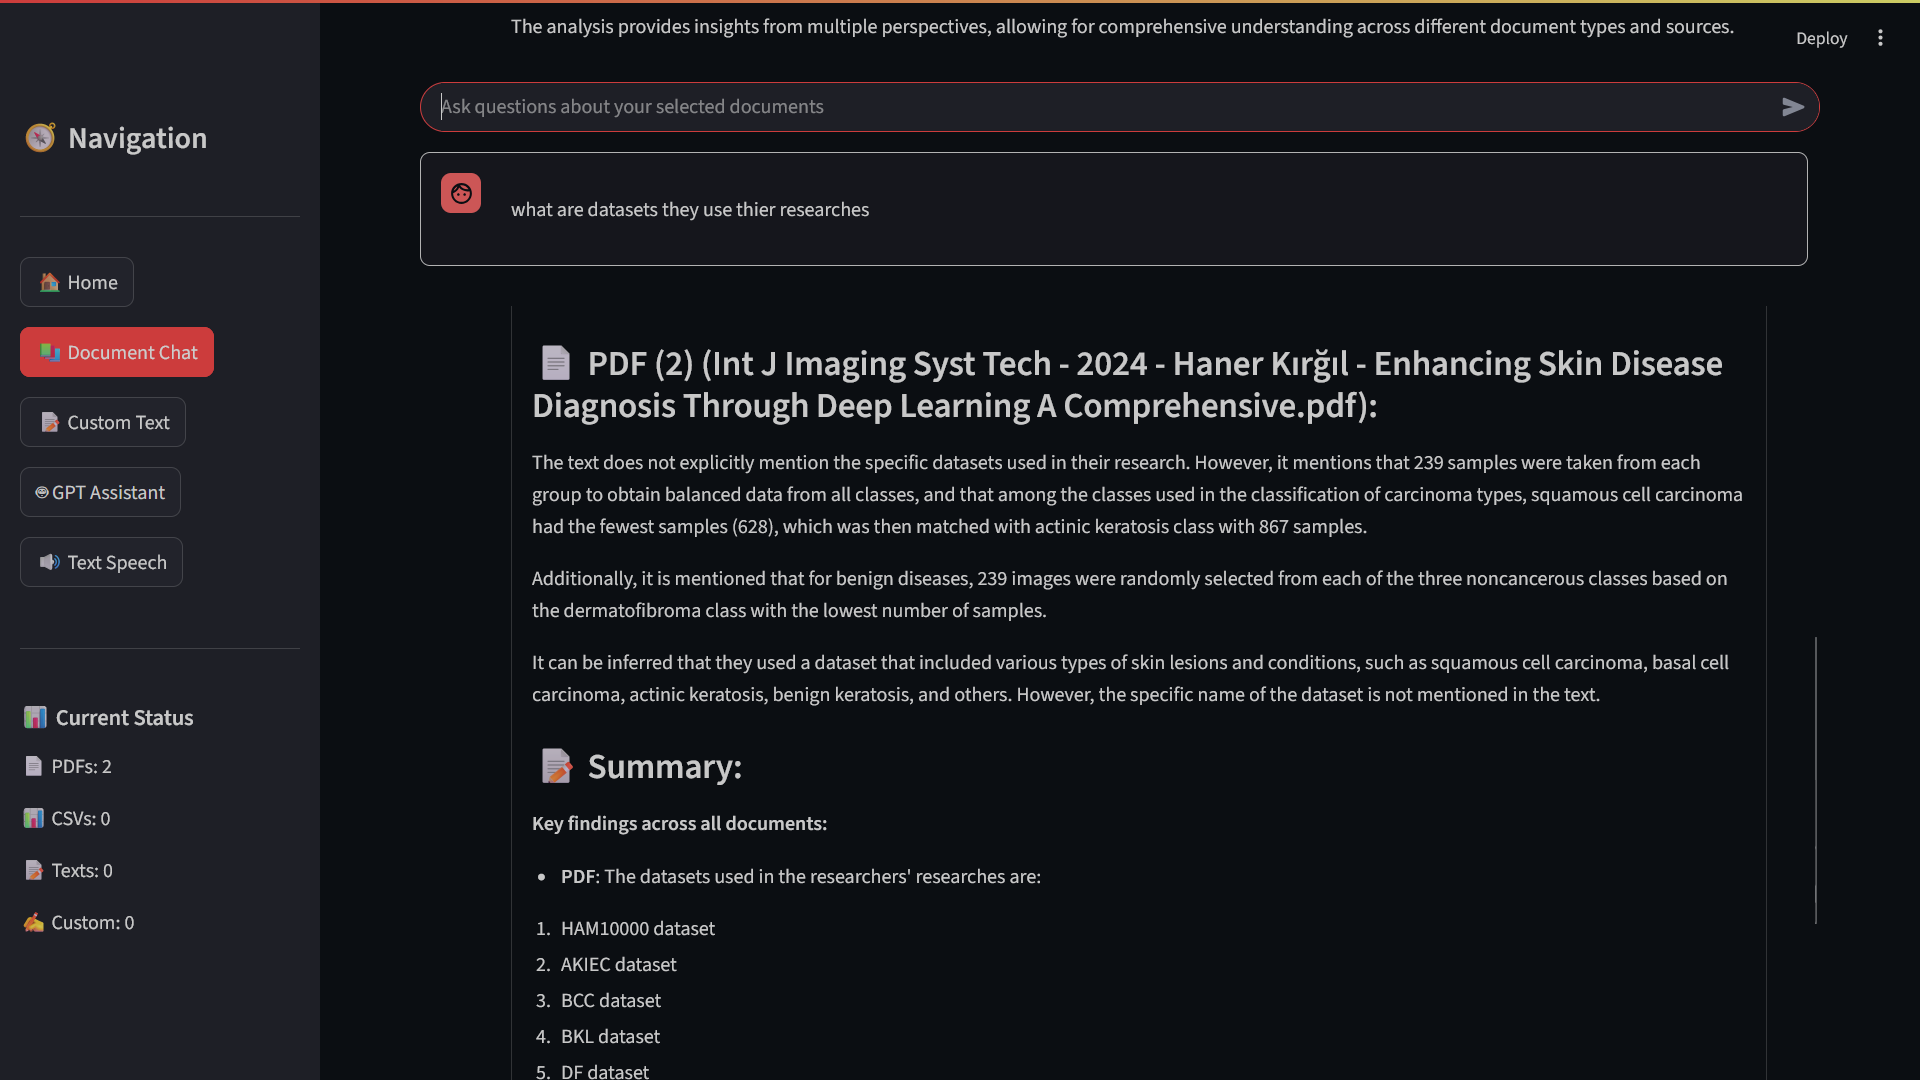 Navigation
Home
Document Chat
Custom Text
GPT Assistant
Text Speech
Current Status
PDFs: 2
CSVs: 0
Texts: 0
Custom: 0
The analysis provides insights from multiple perspectives, allowing for comprehensive understanding across different document types and sources.
Deploy
Ask questions about your selected documents
what are datasets they use thier researches
PDF (2) (Int J Imaging Syst Tech - 2024 - Haner Kırğıl - Enhancing Skin Disease
Diagnosis Through Deep Learning A Comprehensive.pdf):
The text does not explicitly mention the specific datasets used in their research. However, it mentions that 239 samples were taken from each
group to obtain balanced data from all classes, and that among the classes used in the classification of carcinoma types, squamous cell carcinoma
had the fewest samples (628), which was then matched with actinic keratosis class with 867 samples.
Additionally, it is mentioned that for benign diseases, 239 images were randomly selected from each of the three noncancerous classes based on
the dermatofibroma class with the lowest number of samples.
It can be inferred that they used a dataset that included various types of skin lesions and conditions, such as squamous cell carcinoma, basal cell
carcinoma, actinic keratosis, benign keratosis, and others. However, the specific name of the dataset is not mentioned in the text.
Summary:
Key findings across all documents:
• PDF: The datasets used in the researchers' researches are:
1. HAM10000 dataset
2. AKIEC dataset
3. BCC dataset
4. BKL dataset
5. DF dataset